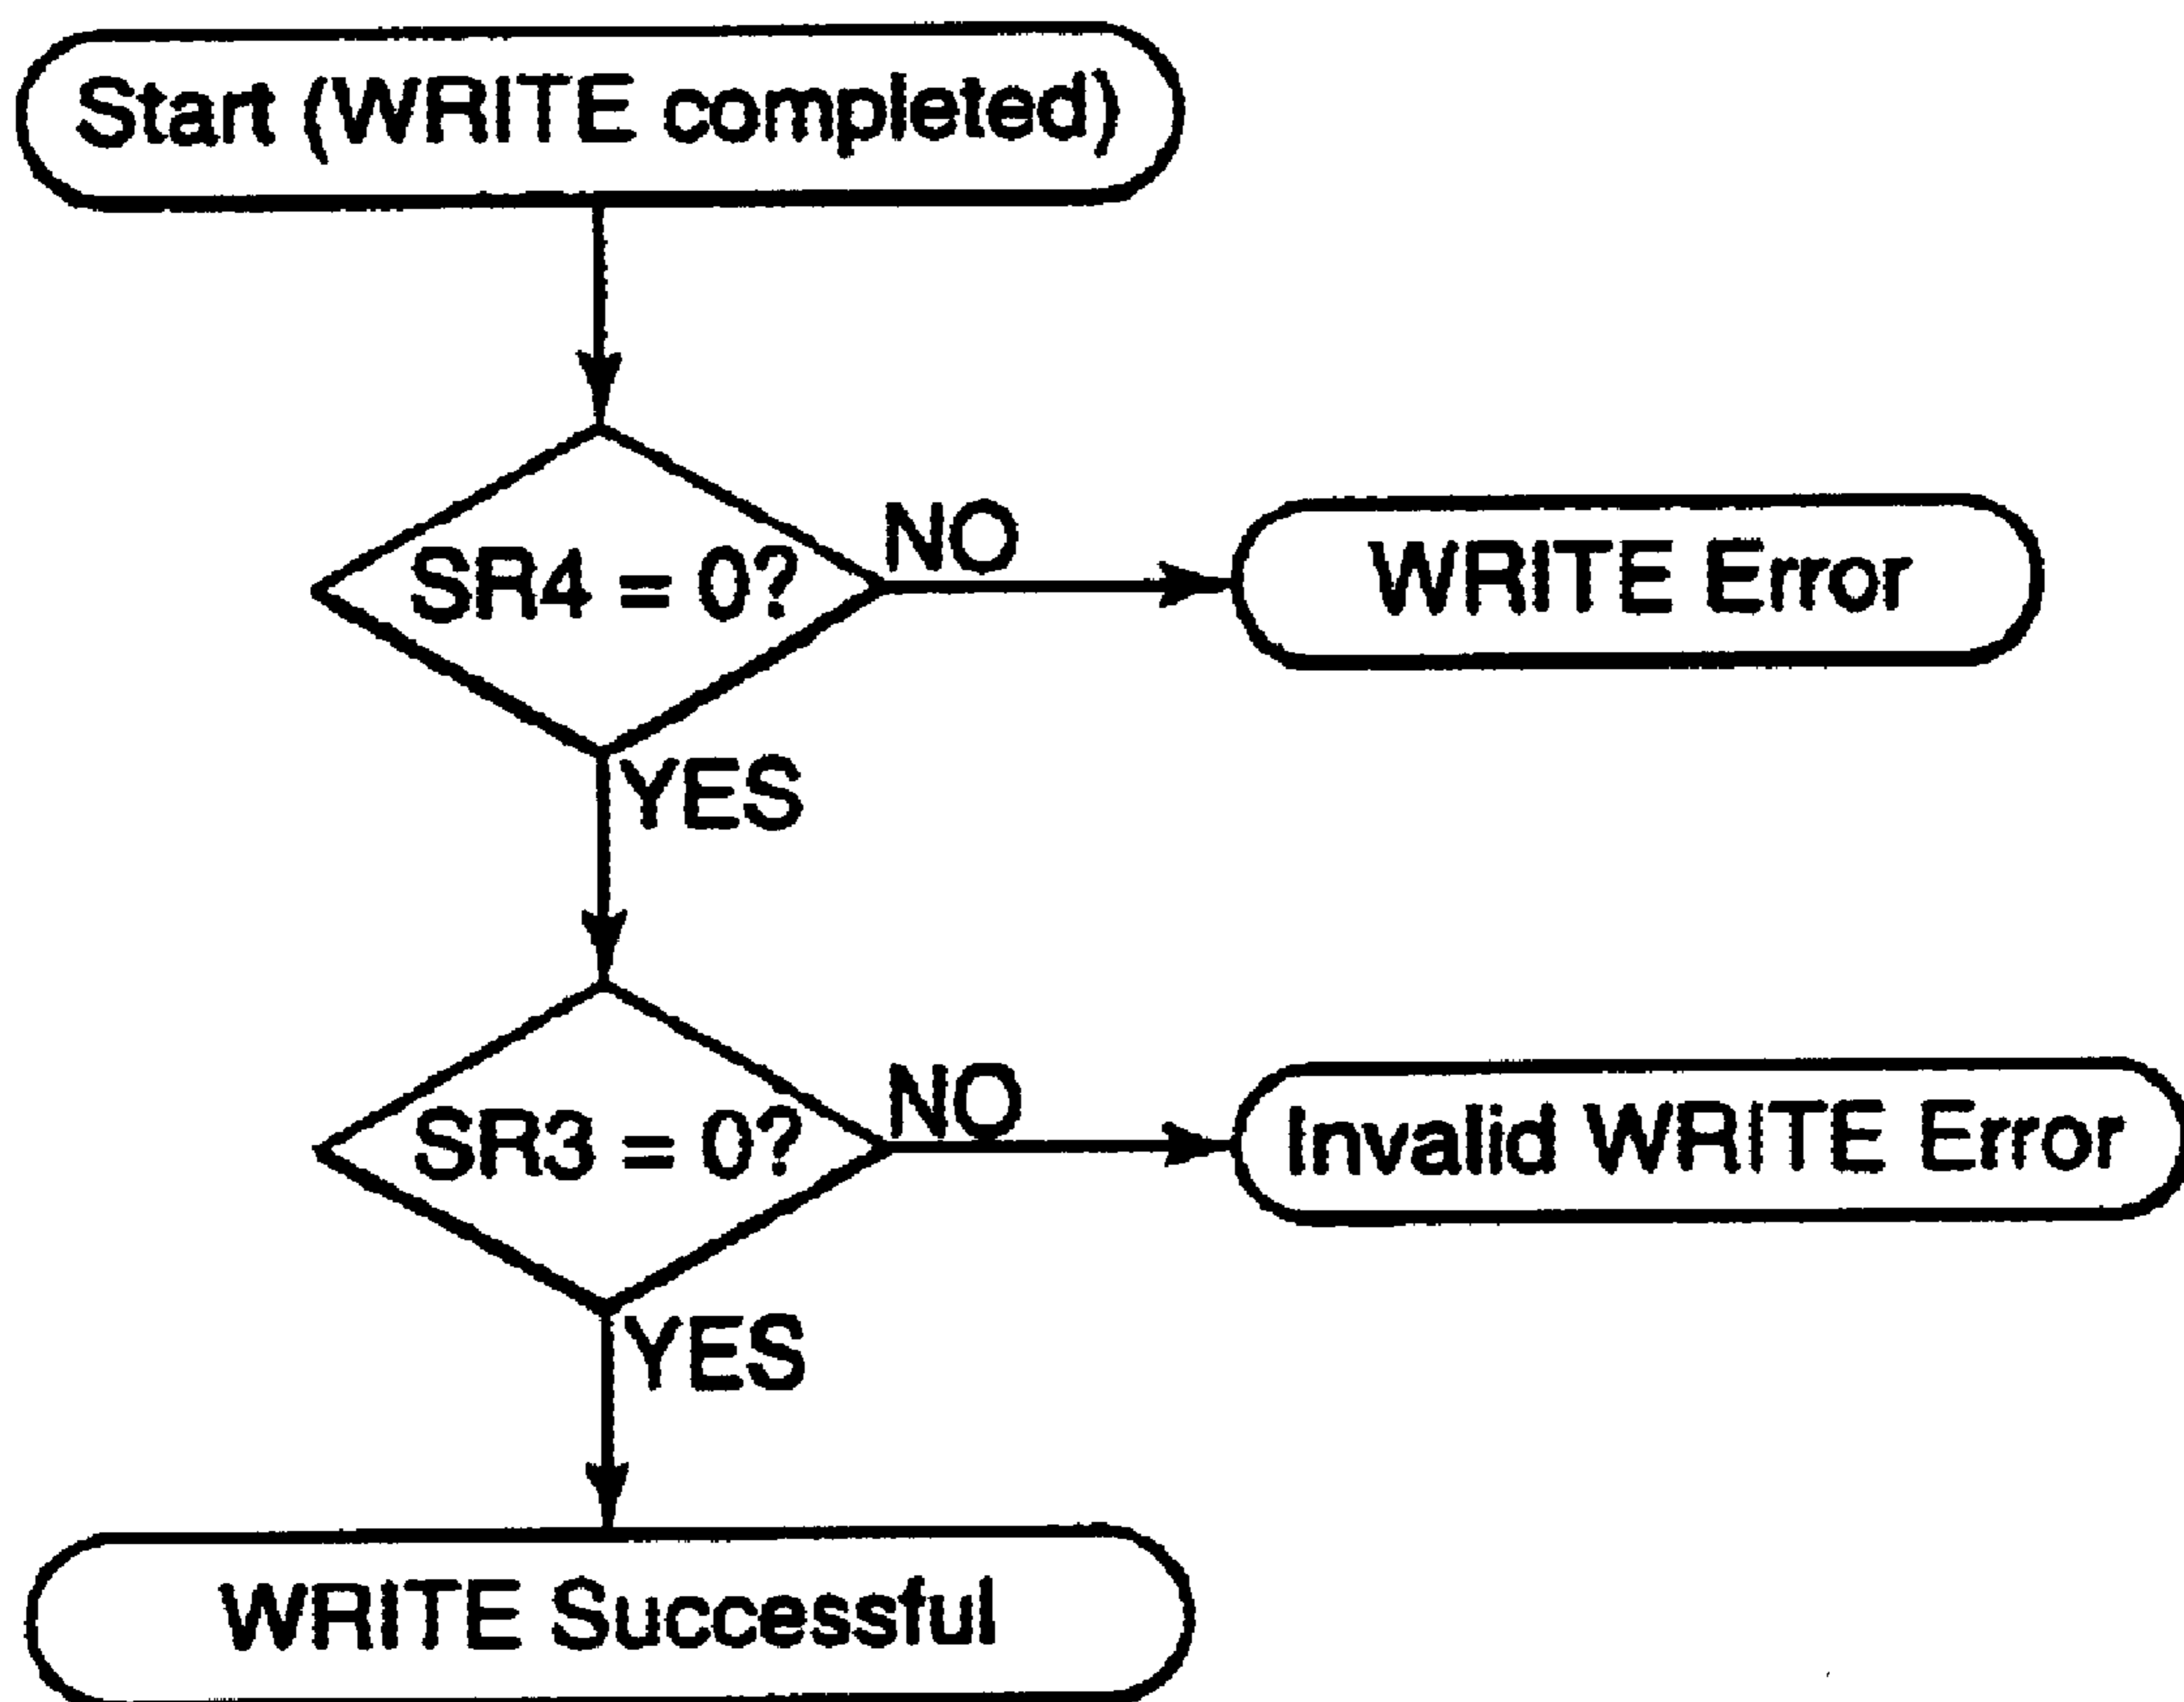 Start (WRITE completed)
SR4 = 0?
NO
WRITE Error
YES
SR3 = 0?
NO
Invalid WRITE Error
YES
WRITE Successful